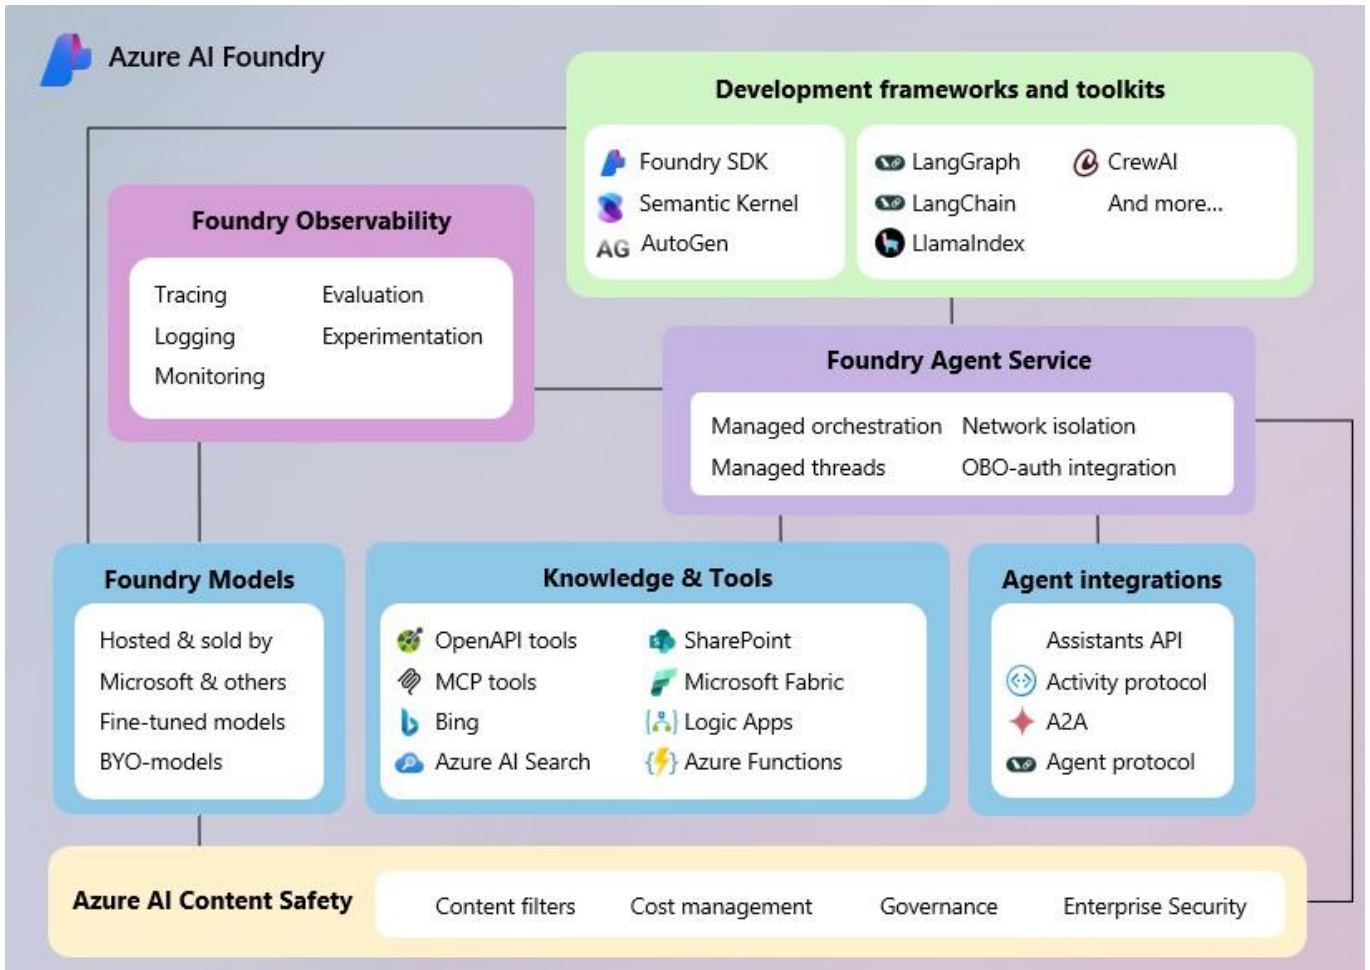 Azure AI Foundry
Development frameworks and toolkits
Foundry SDK
Semantic Kernel
AG AutoGen
LangGraph
LangChain
LlamaIndex
CrewAI
And more...
Foundry Observability
Tracing
Logging
Monitoring
Evaluation
Experimentation
Foundry Agent Service
Managed orchestration
Managed threads
Network isolation
OBO-auth integration
Foundry Models
Hosted & sold by
Microsoft & others
Fine-tuned models
BYO-models
Knowledge & Tools
OpenAPI tools
MCP tools
Bing
Azure AI Search
SharePoint
Microsoft Fabric
Logic Apps
Azure Functions
Agent integrations
Assistants API
Activity protocol
A2A
Agent protocol
Azure AI Content Safety
Content filters
Cost management
Governance
Enterprise Security